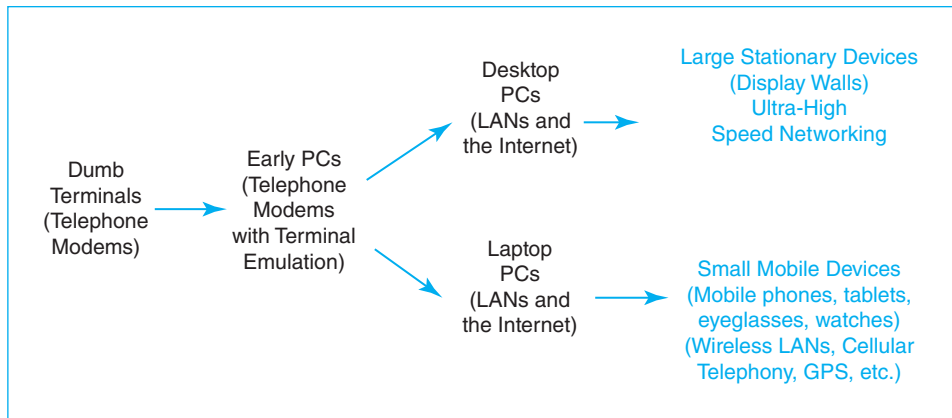 Dumb
Terminals
(Telephone
Modems)
Early PCs
(Telephone
Modems
with Terminal
Emulation)
Desktop
PCs
(LANs and
the Internet)
Large Stationary Devices
(Display Walls)
Ultra-High
Speed Networking
Laptop
PCs
(LANs and
the Internet)
Small Mobile Devices
(Mobile phones, tablets,
eyeglasses, watches)
(Wireless LANs, Cellular
Telephony, GPS, etc.)